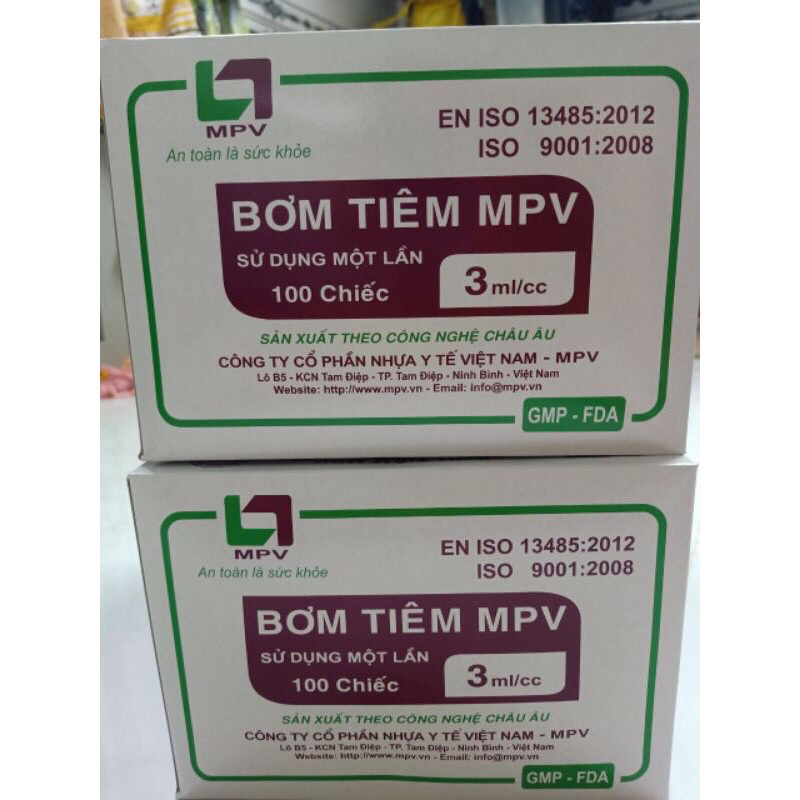 MPV
An toàn là sức khỏe
EN ISO 13485:2012
ISO 9001:2008
BƠM TIÊM MPV
SỬ DỤNG MỘT LẦN
100 Chiếc
3 ml/cc
SẢN XUẤT THEO CÔNG NGHỆ CHÂU ÂU
CÔNG TY CỔ PHẦN NHỰA Y TẾ VIỆT NAM - MPV
Lô B5 - KCN Tam Điệp - TP. Tam Điệp - Ninh Bình - Việt Nam
Website: http://www.mpv.vn - Email: info@mpv.vn
GMP - FDA
MPV
An toàn là sức khỏe
EN ISO 13485:2012
ISO 9001:2008
BƠM TIÊM MPV
SỬ DỤNG MỘT LẦN
100 Chiếc
3 ml/cc
SẢN XUẤT THEO CÔNG NGHỆ CHÂU ÂU
CÔNG TY CỔ PHẦN NHỰA Y TẾ VIỆT NAM - MPV
Lô B5 - KCN Tam Điệp - TP. Tam Điệp - Ninh Bình - Việt Nam
Website: http://www.mpv.vn - Email: info@mpv.vn
GMP - FDA